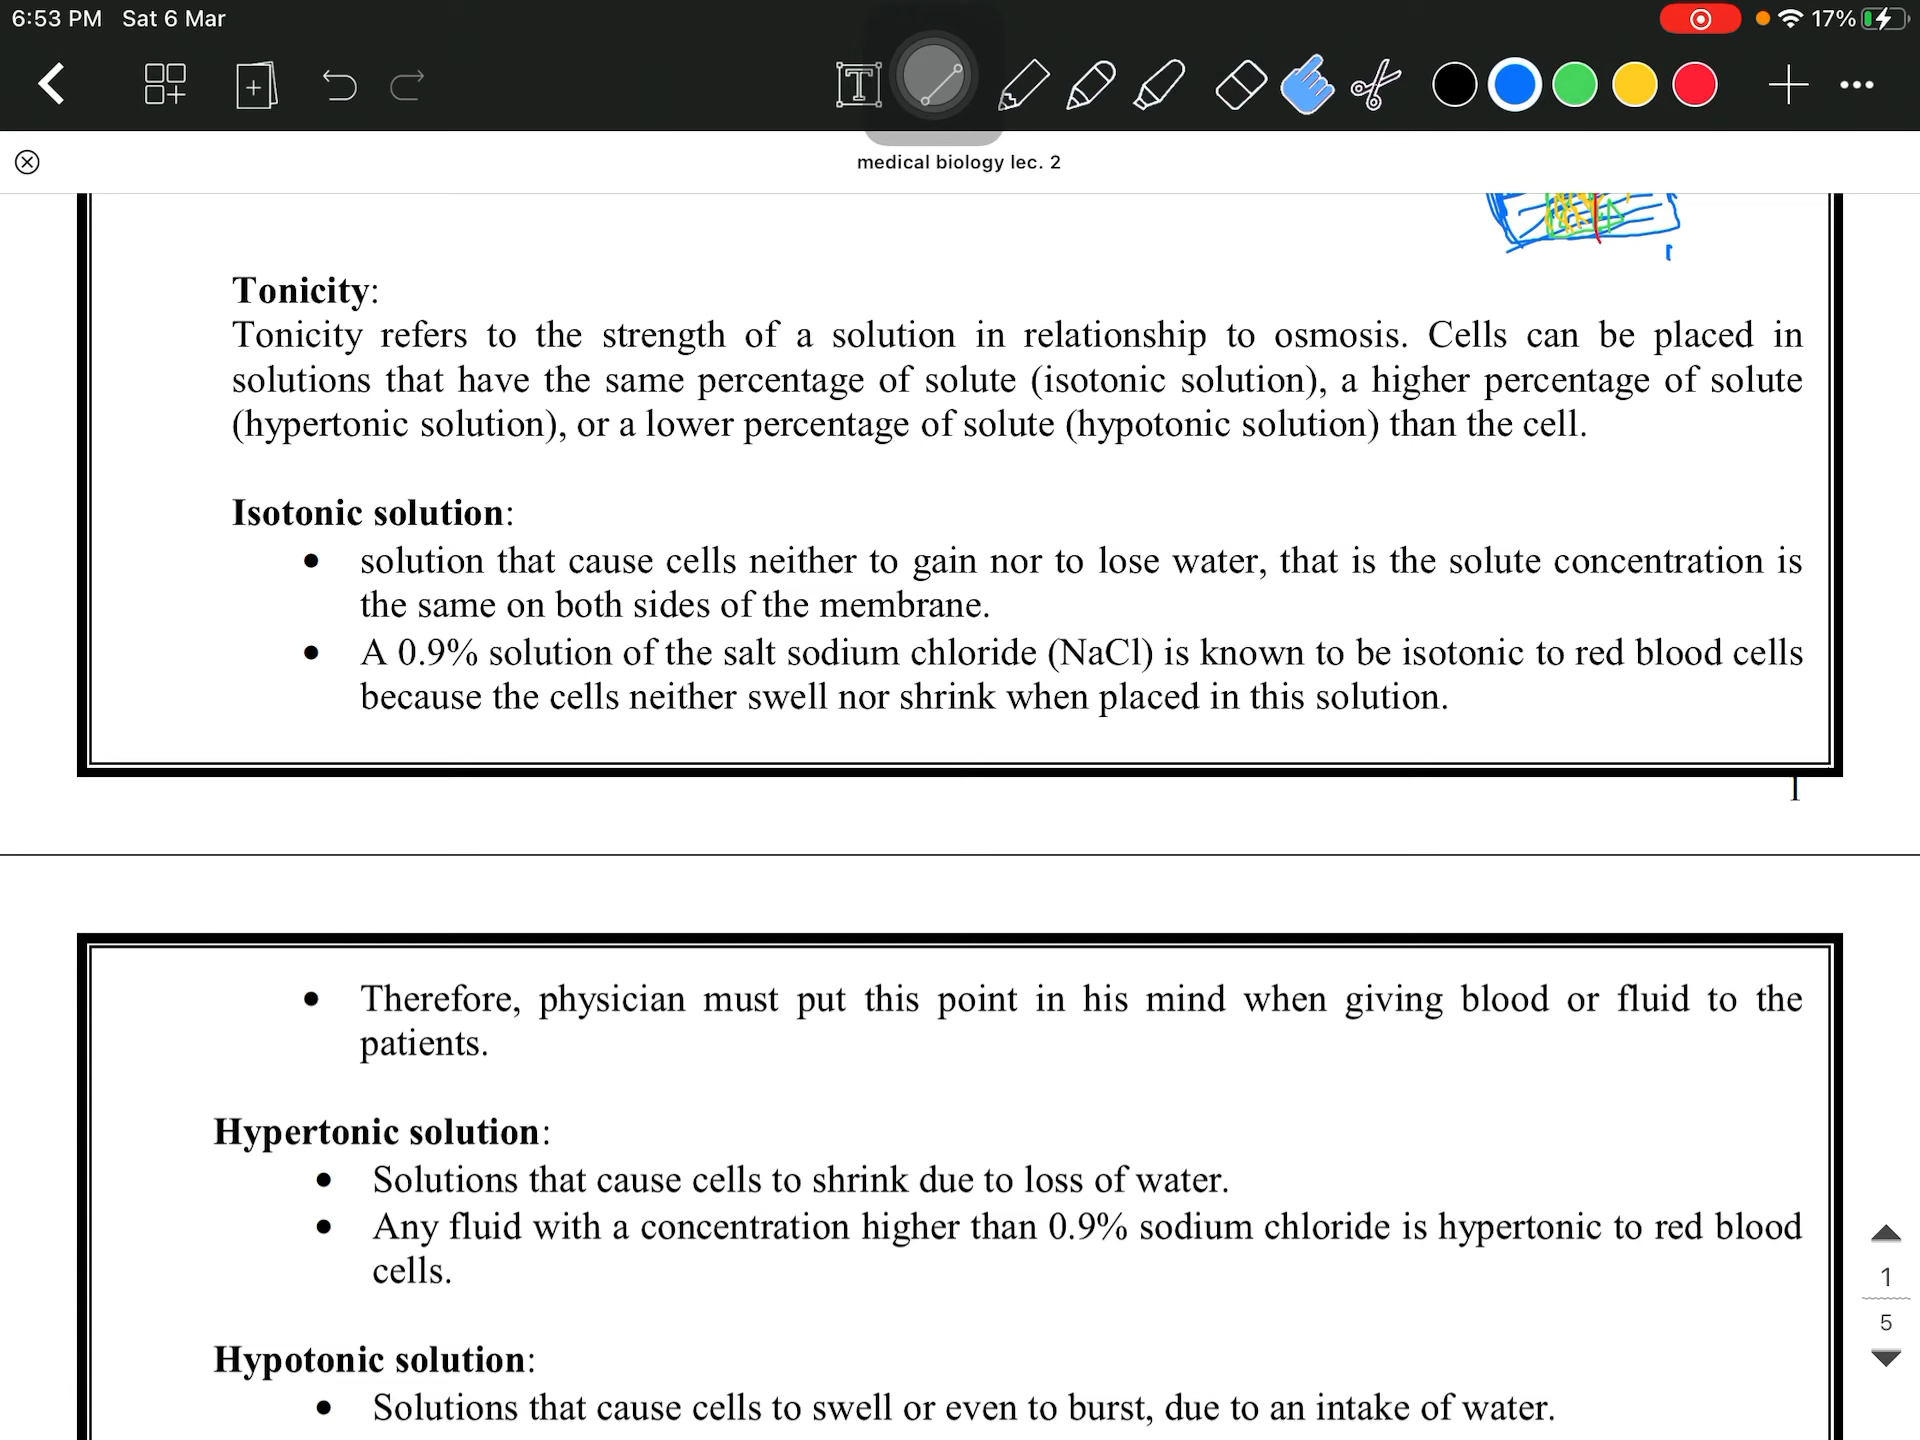 6:53 PM Sat 6 Mar
17%
T
medical biology lec. 2
Tonicity:
Tonicity refers to the strength of a solution in relationship to osmosis. Cells can be placed in
solutions that have the same percentage of solute (isotonic solution), a higher percentage of solute
(hypertonic solution), or a lower percentage of solute (hypotonic solution) than the cell.
Isotonic solution:
• solution that cause cells neither to gain nor to lose water, that is the solute concentration is
the same on both sides of the membrane.
• A 0.9% solution of the salt sodium chloride (NaCl) is known to be isotonic to red blood cells
because the cells neither swell nor shrink when placed in this solution.
1
• Therefore, physician must put this point in his mind when giving blood or fluid to the
patients.
Hypertonic solution:
• Solutions that cause cells to shrink due to loss of water.
• Any fluid with a concentration higher than 0.9% sodium chloride is hypertonic to red blood
cells.
1
5
Hypotonic solution:
• Solutions that cause cells to swell or even to burst, due to an intake of water.